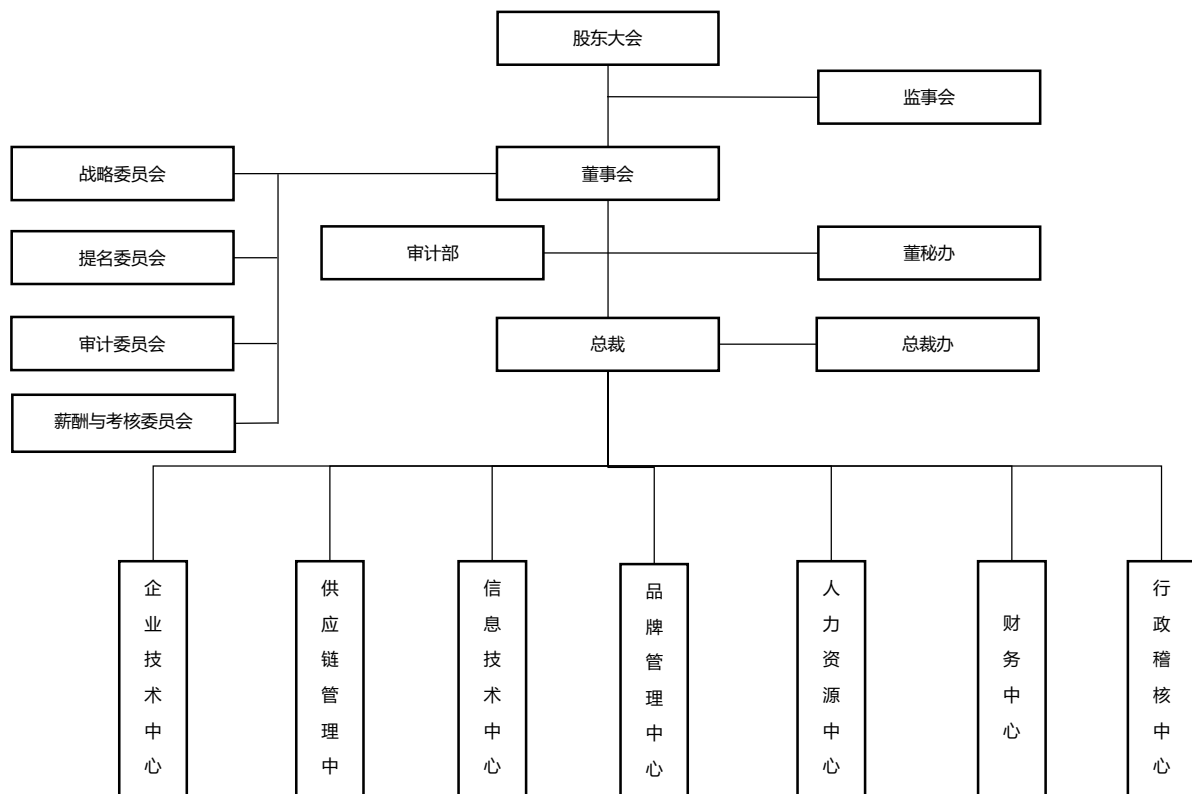 股东大会
监事会
战略委员会
董事会
提名委员会
审计部
董秘办
审计委员会
总裁
总裁办
薪酬与考核委员会
企业技术中心
供应链管理中
信息技术中心
品牌管理中心
人力资源中心
财务中心
行政稽核中心